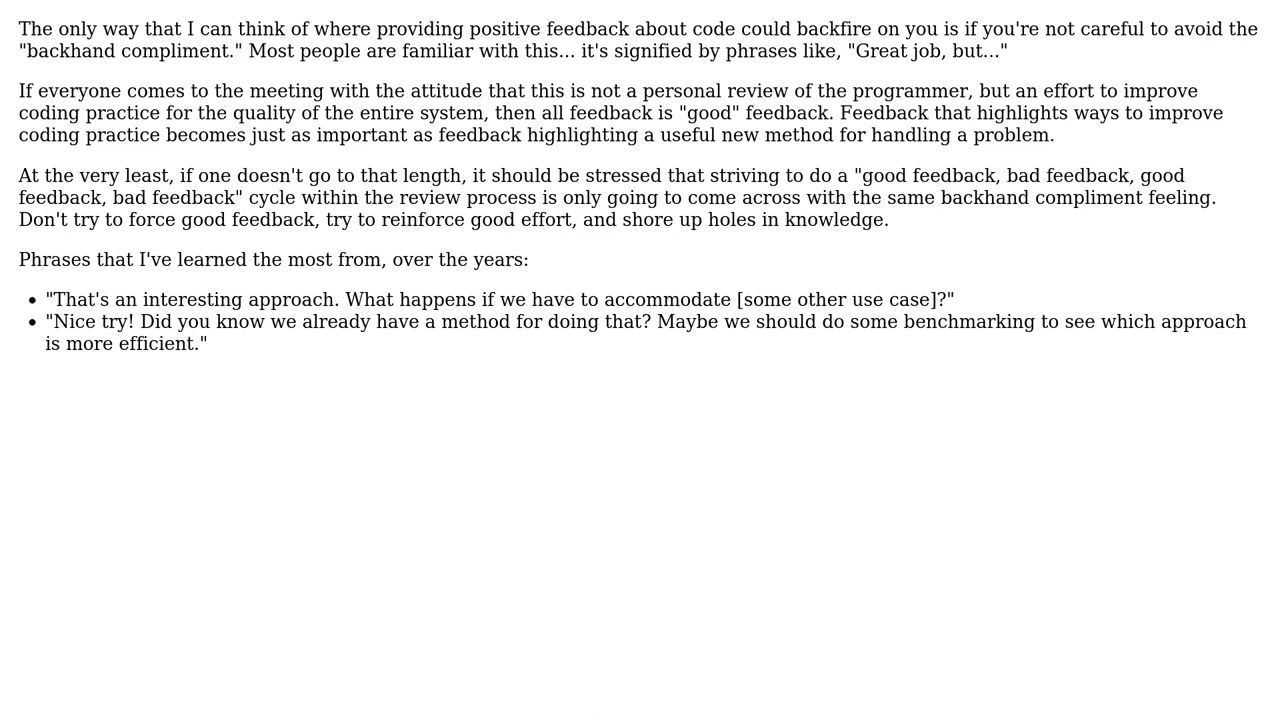 The only way that I can think of where providing positive feedback about code could backfire on you is if you're not careful to avoid the
"backhand compliment." Most people are familiar with this... it's signified by phrases like, "Great job, but..."
If everyone comes to the meeting with the attitude that this is not a personal review of the programmer, but an effort to improve
coding practice for the quality of the entire system, then all feedback is "good" feedback. Feedback that highlights ways to improve
coding practice becomes just as important as feedback highlighting a useful new method for handling a problem.
At the very least, if one doesn't go to that length, it should be stressed that striving to do a "good feedback, bad feedback, good
feedback, bad feedback" cycle within the review process is only going to come across with the same backhand compliment feeling.
Don't try to force good feedback, try to reinforce good effort, and shore up holes in knowledge.
Phrases that I've learned the most from, over the years:
• "That's an interesting approach. What happens if we have to accommodate [some other use case]?"
• "Nice try! Did you know we already have a method for doing that? Maybe we should do some benchmarking to see which approach
is more efficient."